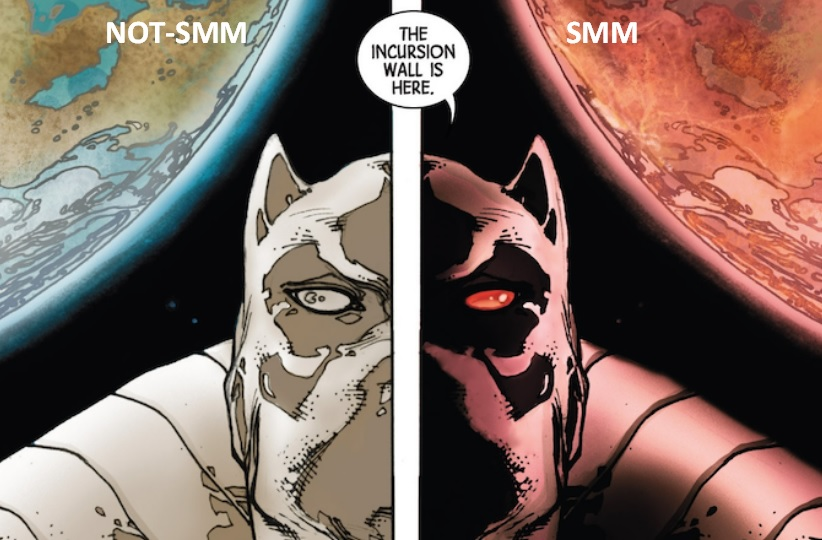 NOT-SMM
THE
INCURSION
WALL IS
HERE.
SMM